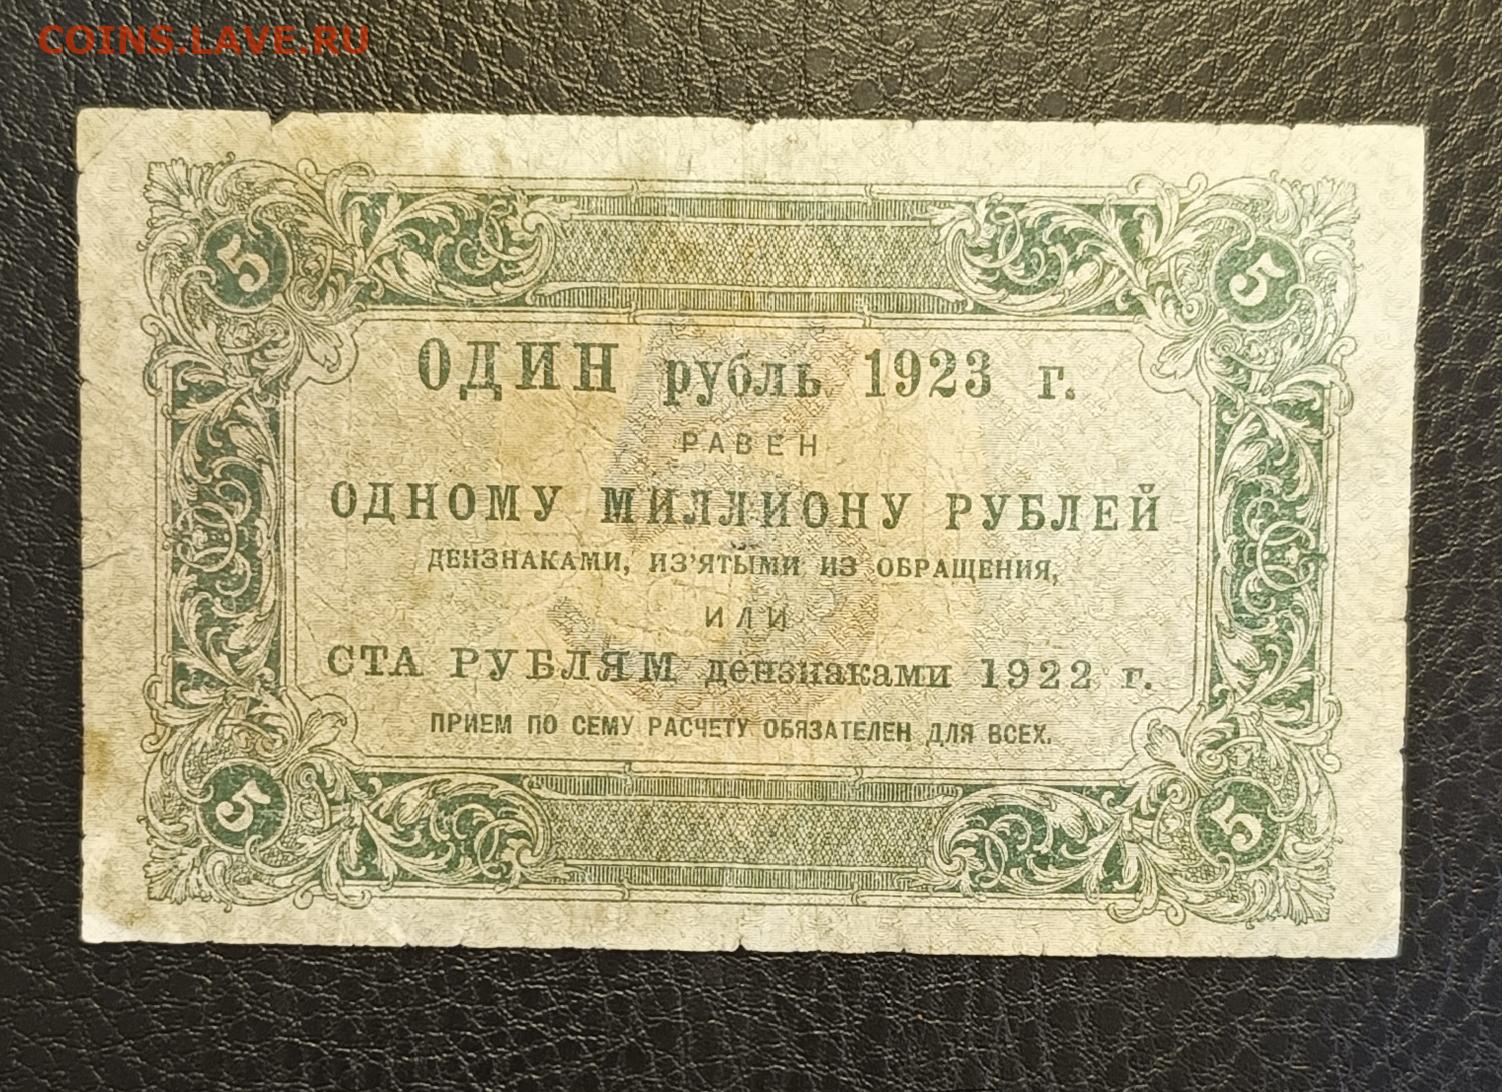 COINS.LAVE.RU
5 5
ОДИН рубль 1923 г.
РАВЕН
ОДНОМУ МИЛЛИОНУ РУБЛЕЙ
ДЕНЗНАКАМИ, ИЗ'ЯТЫМИ ИЗ ОБРАЩЕНИЯ,
ИЛИ
СТА РУБЛЯМ дензнаками 1922 г.
ПРИЕМ ПО СЕМУ РАСЧЕТУ ОБЯЗАТЕЛЕН ДЛЯ ВСЕХ.
5 5